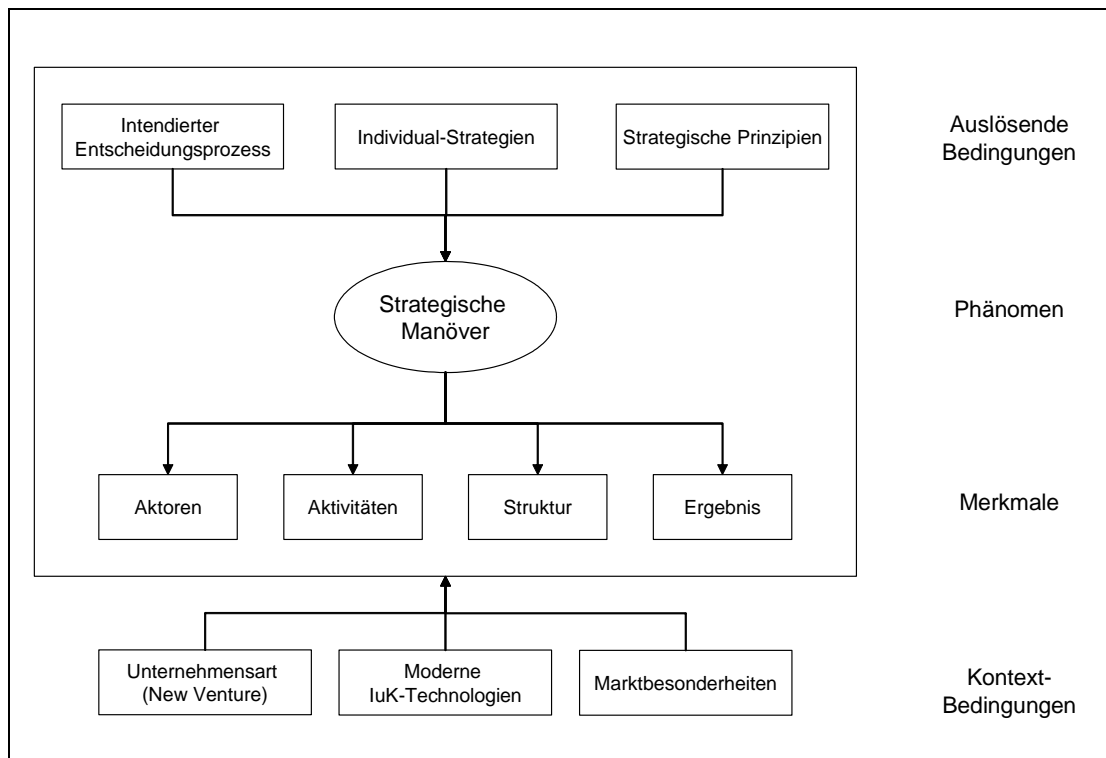 Intendierter
Entscheidungsprozess
Individual-Strategien
Strategische Prinzipien
Auslösende
Bedingungen
Strategische
Manöver
Phänomen
Aktoren
Aktivitäten
Struktur
Ergebnis
Merkmale
Unternehmensart
(New Venture)
Moderne
IuK-Technologien
Marktbesonderheiten
Kontext-
Bedingungen